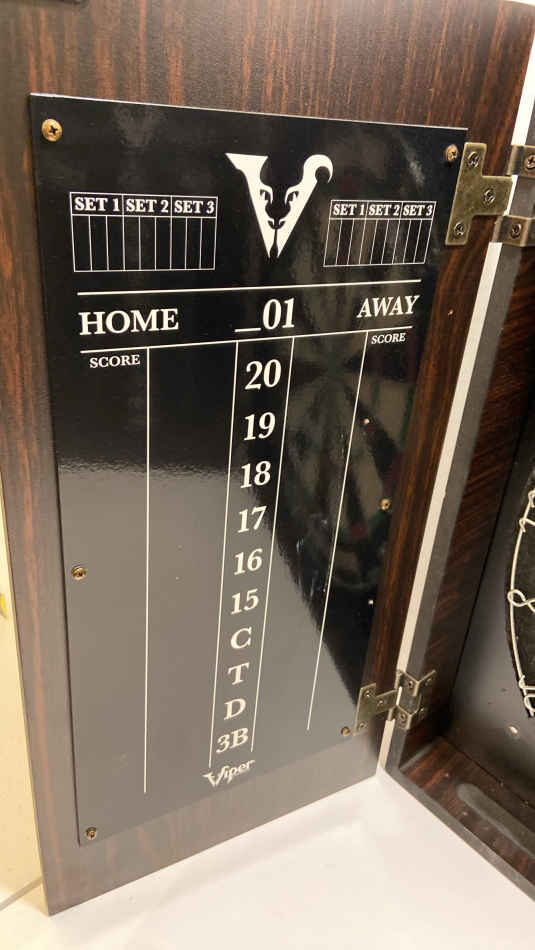 SET 1 SET 2 SET 3 SET 1 SET 2 SET 3
HOME _01 AWAY
SCORE SCORE
20
19
18
17
16
15
C
T
D
3B
Viper